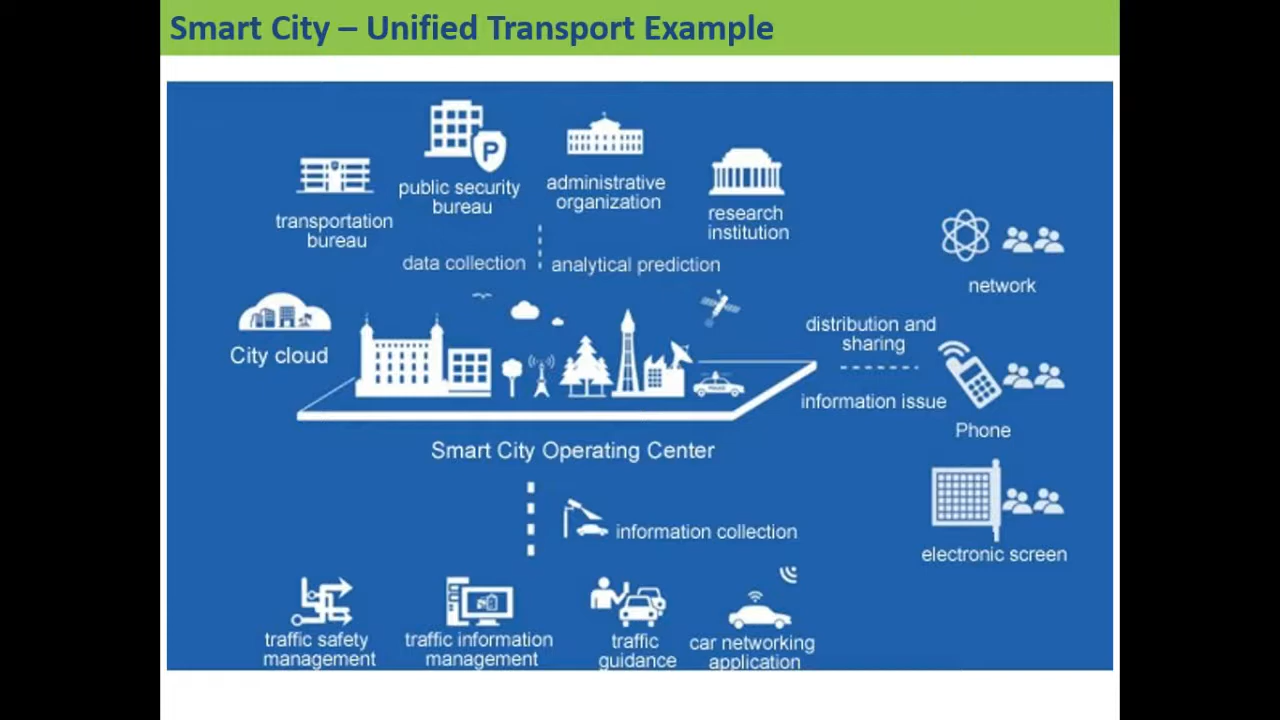 Smart City – Unified Transport Example
P
public security
bureau
administrative
organization
transportation
bureau
research
institution
data collection
analytical prediction
network
City cloud
distribution and
sharing
information issue
Phone
Smart City Operating Center
information collection
electronic screen
traffic safety
management
traffic information
management
traffic
guidance
car networking
application